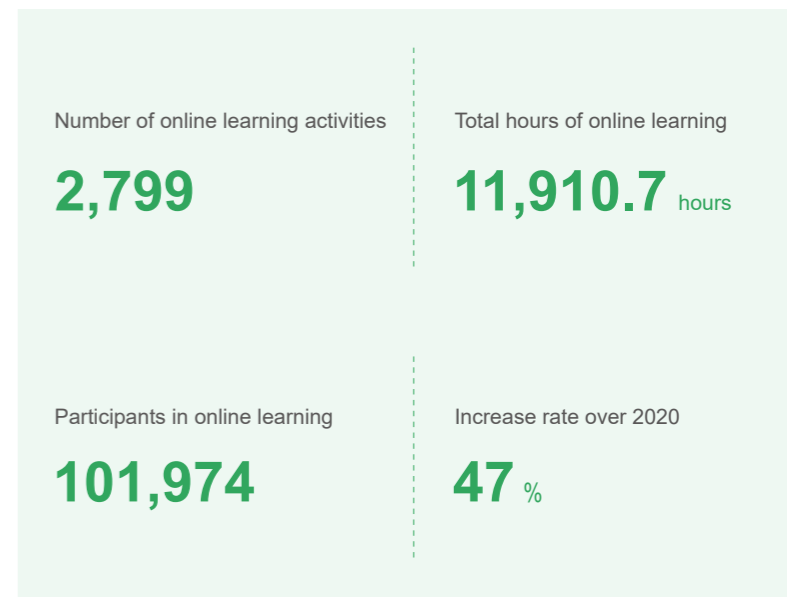 Number of online learning activities
2,799
Total hours of online learning
11,910.7 hours
Participants in online learning
101,974
Increase rate over 2020
47 %